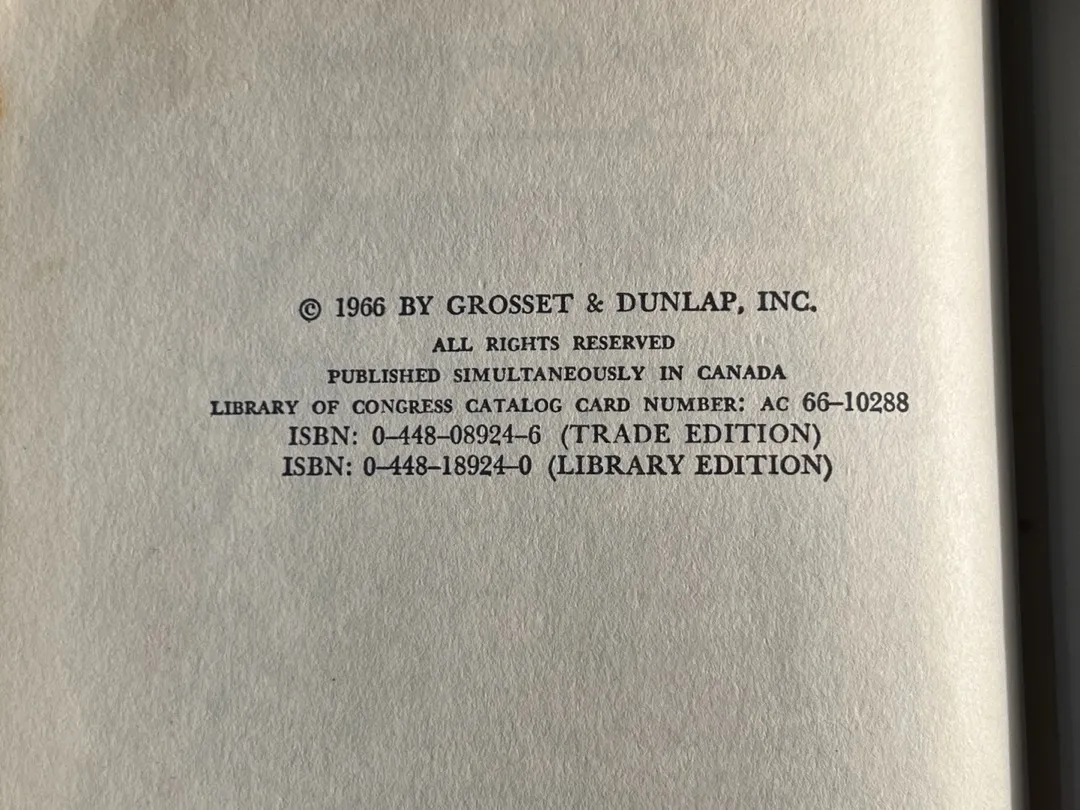 © 1966 BY GROSSET & DUNLAP, INC.
ALL RIGHTS RESERVED
PUBLISHED SIMULTANEOUSLY IN CANADA
LIBRARY OF CONGRESS CATALOG CARD NUMBER: AC 66–10288
ISBN: 0–448–08924–6 (TRADE EDITION)
ISBN: 0–448–18924–0 (LIBRARY EDITION)